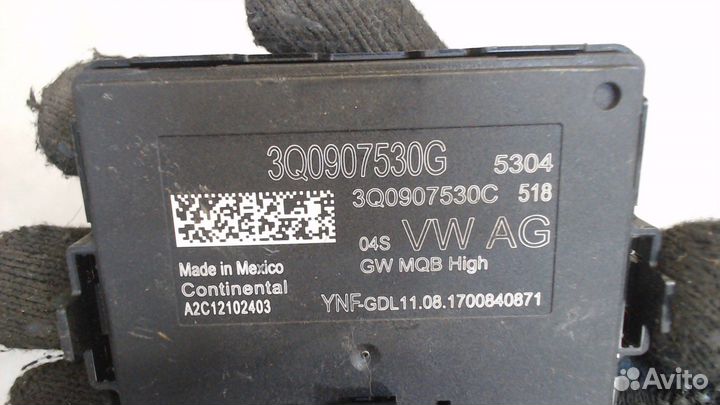 3Q0907530G 5304
3Q0907530C 518
04S VW AG
Made in Mexico GW MQB High
Continental
A2C12102403 YNF-GDL11.08.1700840871
Avito